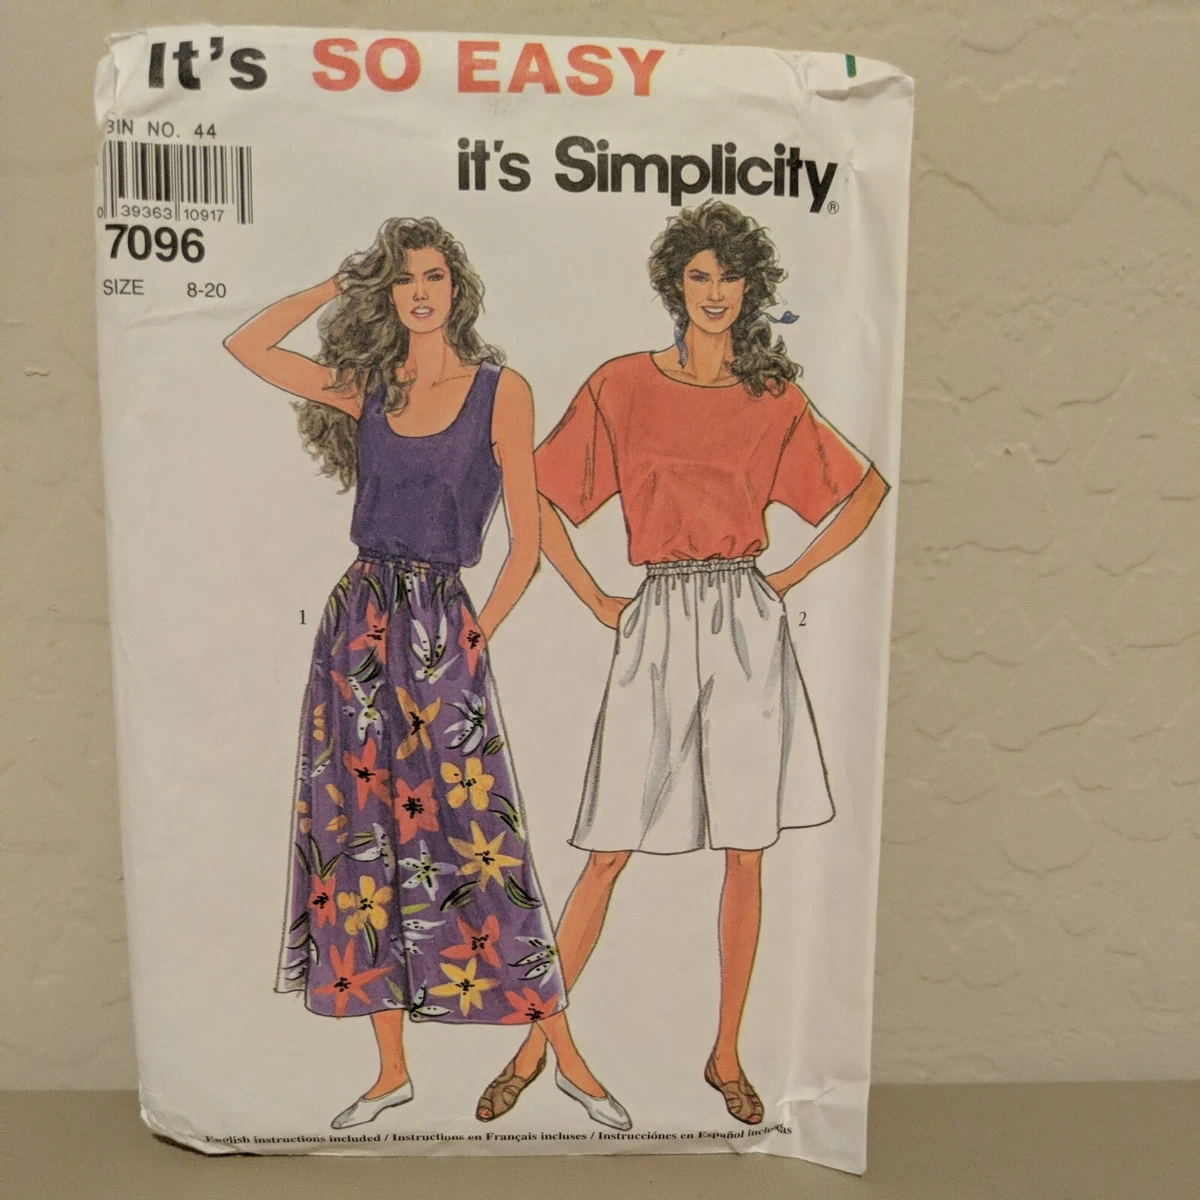 It's SO EASY
BIN NO. 44
it's Simplicity®
0 39363 10917
7096
SIZE 8-20
1
2
English instructions included / Instructions en Français incluses / Instrucciónes en Español incluidas